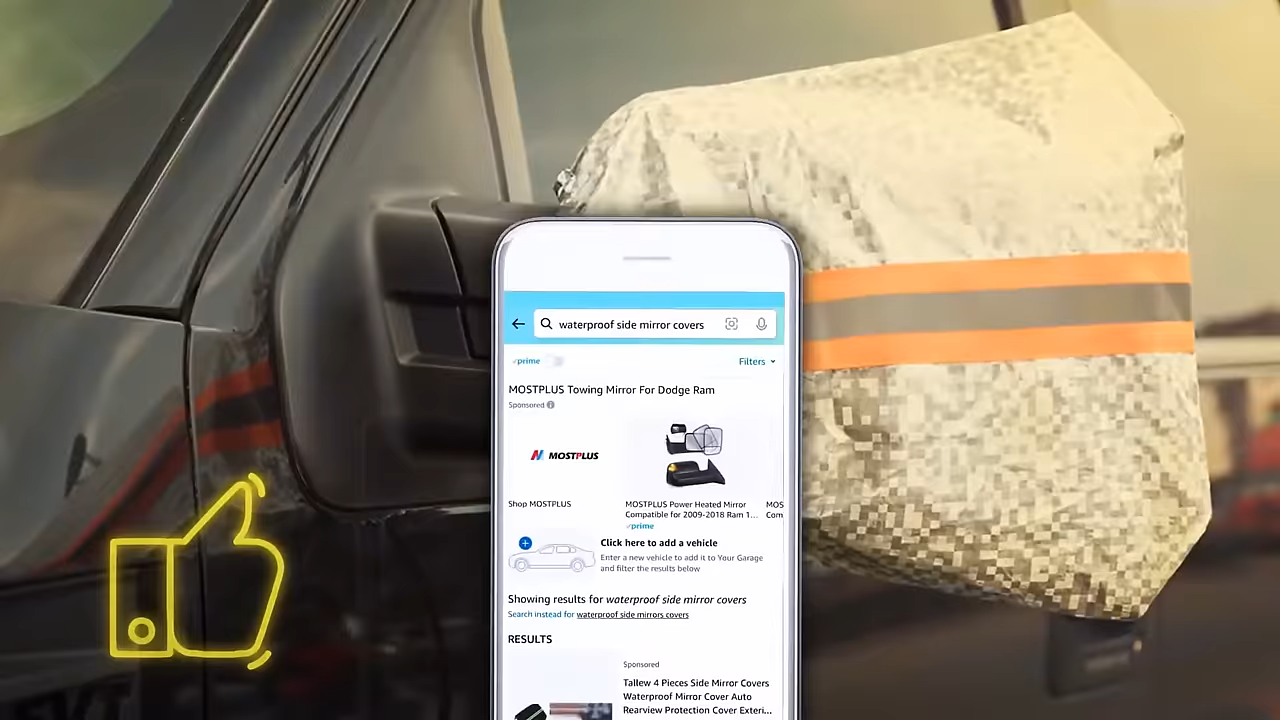 waterproof side mirror covers
prime
Filters
MOSTPLUS Towing Mirror For Dodge Ram
Sponsored
MOSTPLUS
Shop MOSTPLUS
MOSTPLUS Power Heated Mirror
Compatible for 2009-2018 Ram 1...
prime
MOS
Com
Click here to add a vehicle
Enter a new vehicle to add it to Your Garage
and filter the results below
Showing results for waterproof side mirror covers
Search instead for waterproof side mirrors covers
RESULTS
Sponsored
Tallew 4 Pieces Side Mirror Covers
Waterproof Mirror Cover Auto
Rearview Protection Cover Exteri...